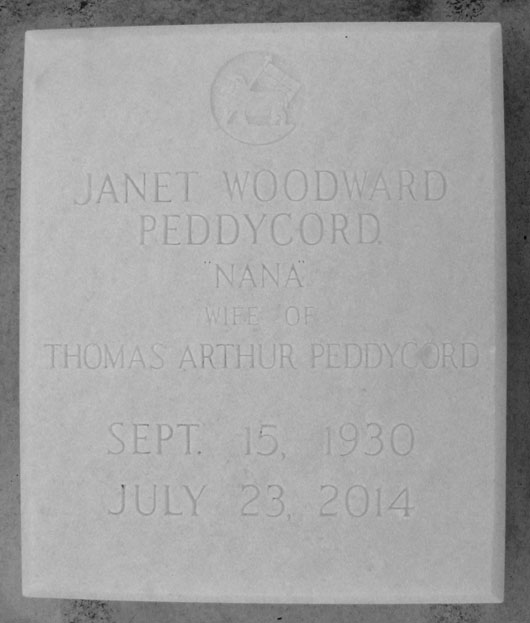 JANET WOODWARD
PEDDYCORD
"NANA"
WIFE OF
THOMAS ARTHUR PEDDYCORD
SEPT. 15, 1930
JULY 23, 2014